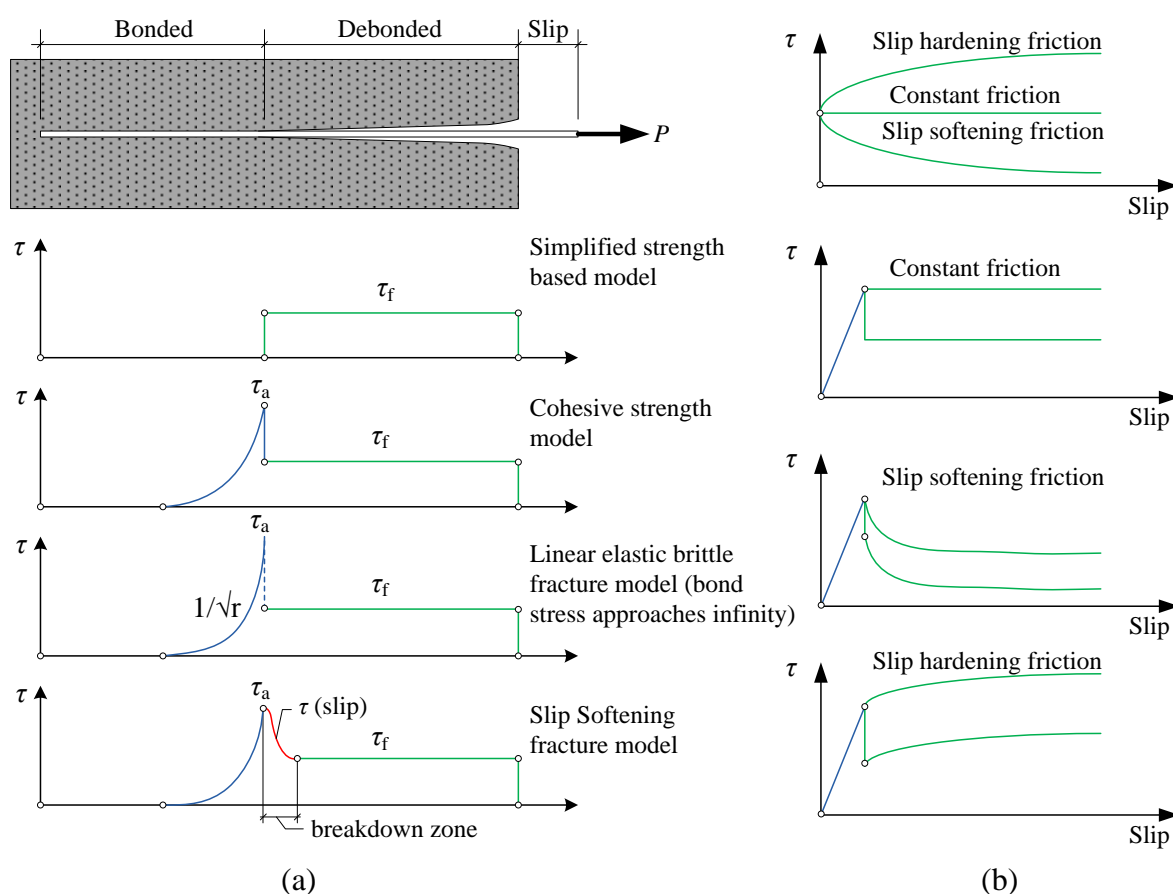 Bonded
Debonded
Slip
P
τ
Simplified strength
based model
τf
τ
τa
Cohesive strength
model
τf
τ
τa
Linear elastic brittle
fracture model (bond
stress approaches infinity)
1/√r
τf
τ
τa
τ (slip)
Slip Softening
fracture model
τf
breakdown zone
(a)
τ
Slip hardening friction
Constant friction
Slip softening friction
Slip
τ
Constant friction
Slip
τ
Slip softening friction
Slip
τ
Slip hardening friction
Slip
(b)